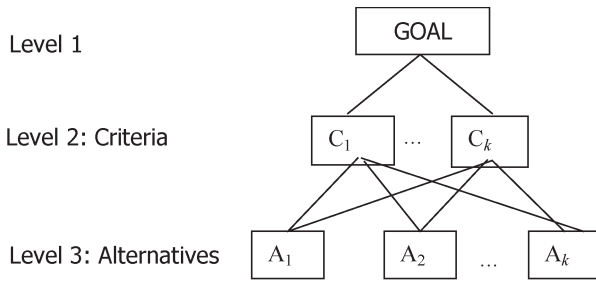 Level 1
GOAL
Level 2: Criteria
C₁ ... Cₖ
Level 3: Alternatives
A₁ A₂ ... Aₖ